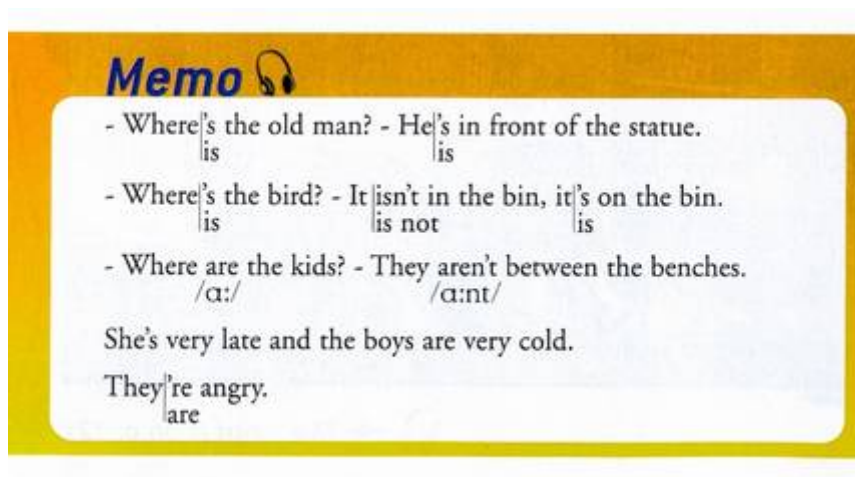 Memo
- Where's the old man? - He's in front of the statue.
is is
- Where's the bird? - It isn't in the bin, it's on the bin.
is is not is
- Where are the kids? - They aren't between the benches.
/ɑː/ /ɑːnt/
She's very late and the boys are very cold.
They're angry.
are